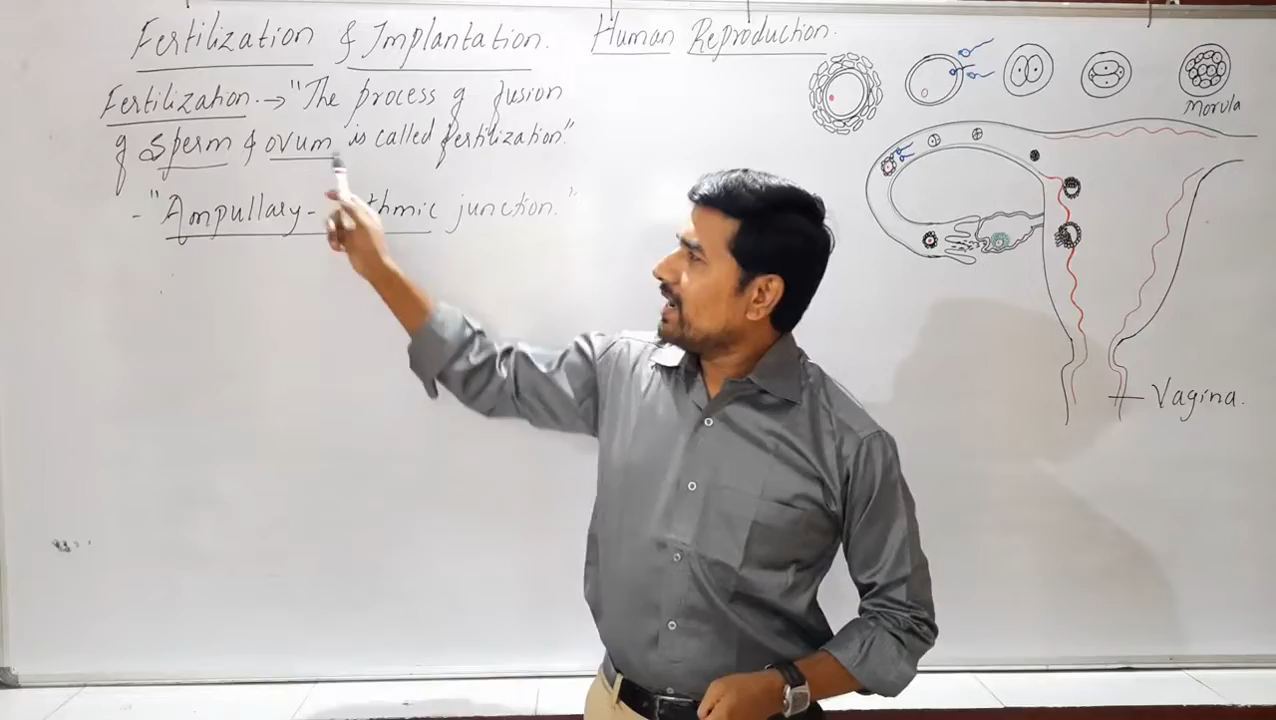 Fertilization & Implantation. Human Reproduction.
Fertilization. → "The process of fusion
of sperm & ovum is called fertilization"
- "Ampullary - thmic junction."
Morula
Vagina.